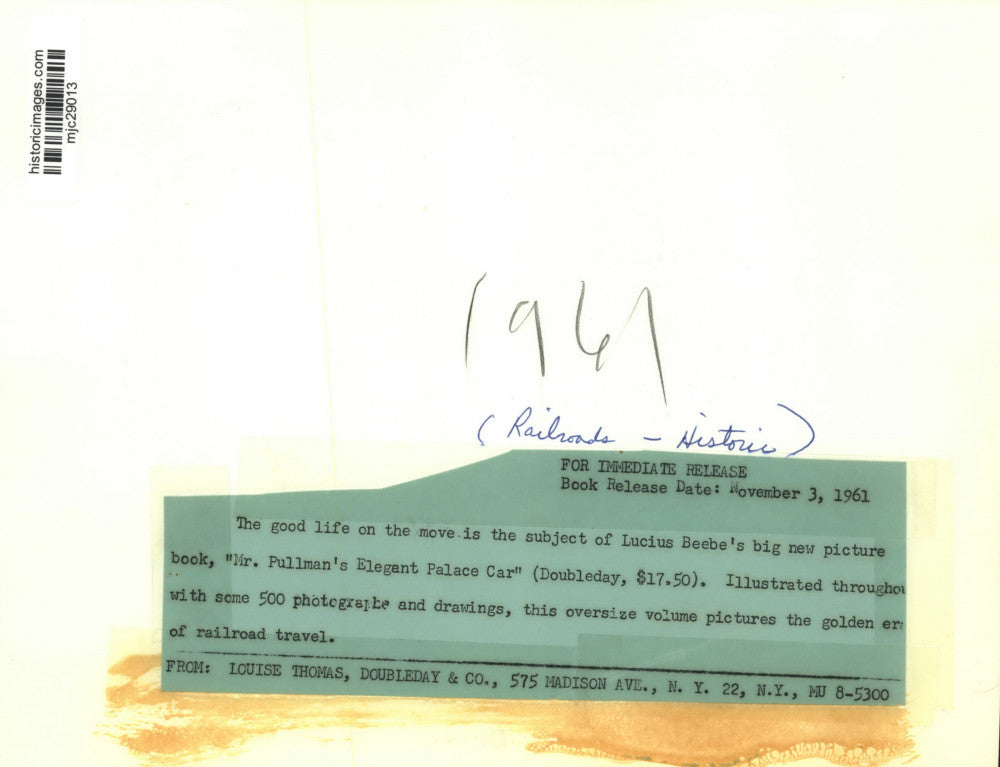 historicimages.com
mjc29013
1961
(Railroads - Historic)
FOR IMMEDIATE RELEASE
Book Release Date: November 3, 1961
The good life on the move is the subject of Lucius Beebe's big new picture
book, "Mr. Pullman's Elegant Palace Car" (Doubleday, $17.50). Illustrated throughou
with some 500 photographs and drawings, this oversize volume pictures the golden era
of railroad travel.
FROM: LOUISE THOMAS, DOUBLEDAY & CO., 575 MADISON AVE., N. Y. 22, N.Y., MU 8-5300